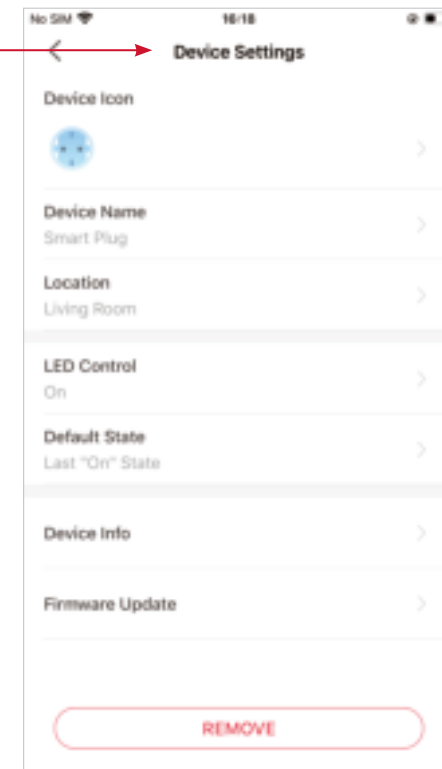 No SIM 16:18
Device Settings
Device Icon
Device Name
Smart Plug
Location
Living Room
LED Control
On
Default State
Last "On" State
Device Info
Firmware Update
REMOVE